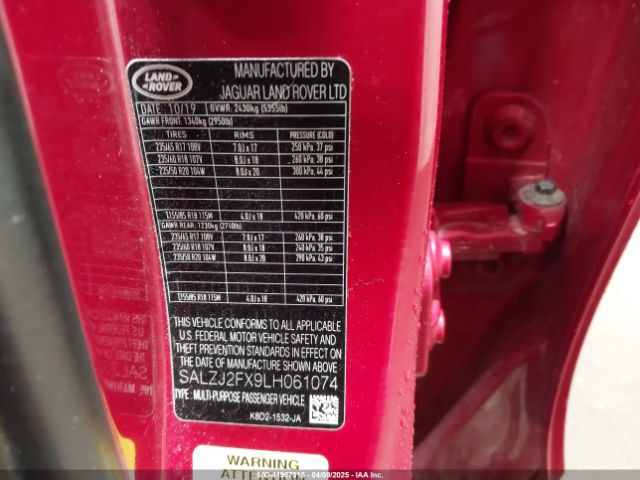 LAND ROVER
MANUFACTURED BY
JAGUAR LAND ROVER LTD
DATE: 10/19 GVWR: 2430kg (5355lb)
GAWR FRONT: 1340kg (2950lb)
TIRES RIMS PRESSURE (COLD)
235/65 R17 108V 7.0J x 17 250 kPa, 37 psi
235/60 R18 107V 8.0J x 18 260 kPa, 38 psi
235/50 R20 104W 8.0J x 20 300 kPa, 44 psi
T155/85 R18 115M 4.0J x 18 420 kPa, 60 psi
GAWR REAR: 1230kg (2710lb)
235/65 R17 108V 7.0J x 17 260 kPa, 38 psi
235/60 R18 107V 8.0J x 18 240 kPa, 35 psi
235/50 R20 104W 8.0J x 20 290 kPa, 43 psi
T155/85 R18 115M 4.0J x 18 420 kPa, 60 psi
THIS VEHICLE CONFORMS TO ALL APPLICABLE
U.S. FEDERAL MOTOR VEHICLE SAFETY AND
THEFT PREVENTION STANDARDS IN EFFECT ON
THE DATE OF MANUFACTURE SHOWN ABOVE.
SALZJ2FX9LH061074
TYPE: MULTI-PURPOSE PASSENGER VEHICLE
K8D2-1532-JA
WARNING